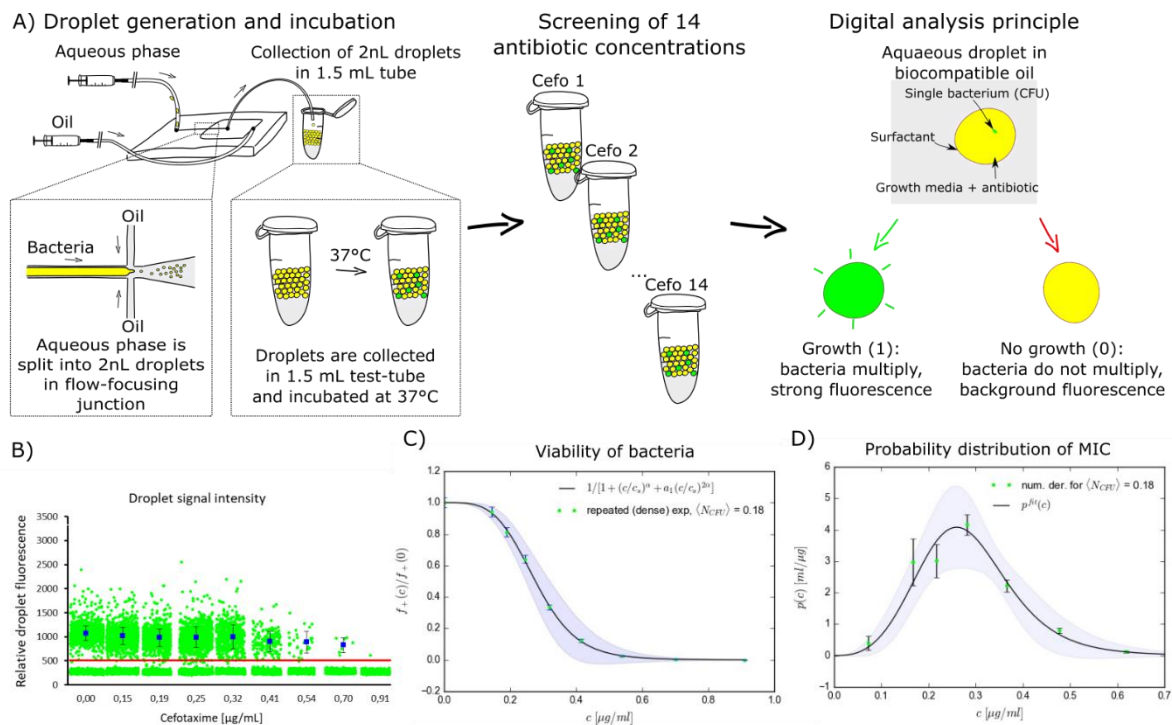 A) Droplet generation and incubation
Aqueous phase
Oil
Collection of 2nL droplets
in 1.5 mL tube
Oil
Bacteria
Oil
Aqueous phase is
split into 2nL droplets
in flow-focusing
junction
37°C
Droplets are collected
in 1.5 mL test-tube
and incubated at 37°C
Screening of 14
antibiotic concentrations
Cefo 1
Cefo 2
...
Cefo 14
Digital analysis principle
Aquaeous droplet in
biocompatible oil
Single bacterium (CFU)
Surfactant
Growth media + antibiotic
Growth (1):
bacteria multiply,
strong fluorescence
No growth (0):
bacteria do not multiply,
background fluorescence
B)
Droplet signal intensity
Relative droplet fluorescence
3500
3000
2500
2000
1500
1000
500
0
0,00 0,15 0,19 0,25 0,32 0,41 0,54 0,70 0,91
Cefotaxime [µg/mL]
C)
Viability of bacteria
1/[1 + (c/cₛ)^α + a₁(c/cₛ)^2α]
repeated (dense) exp, ⟨N_CFU⟩ = 0.18
f₊(c)/f₊(0)
1.2
1.0
0.8
0.6
0.4
0.2
0.0
−0.2
0.0 0.2 0.4 0.6 0.8 1.0
c [µg/ml]
D)
Probability distribution of MIC
num. der. for ⟨N_CFU⟩ = 0.18
p^fit(c)
p(c) [ml/µg]
6
5
4
3
2
1
0
−1
0.0 0.1 0.2 0.3 0.4 0.5 0.6 0.7
c [µg/ml]